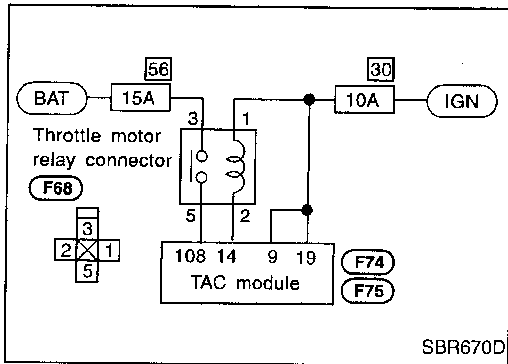 56
30
BAT
15A
10A
IGN
3
1
Throttle motor
relay connector
F68
5
2
3
2
1
5
108
14
9
19
TAC module
F74
F75
SBR670D